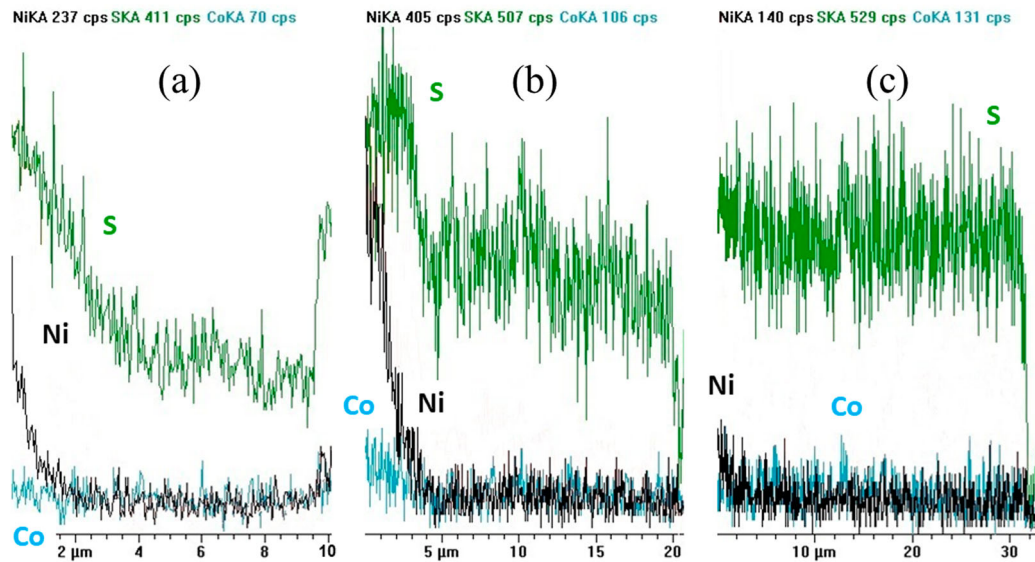 NiKA 237 cps SKA 411 cps CoKA 70 cps
(a)
S
Ni
Co
2 µm 4 6 8 10
NiKA 405 cps SKA 507 cps CoKA 106 cps
(b)
S
Co
Ni
5 µm 10 15 20
NiKA 140 cps SKA 529 cps CoKA 131 cps
(c)
S
Ni
Co
10 µm 20 30